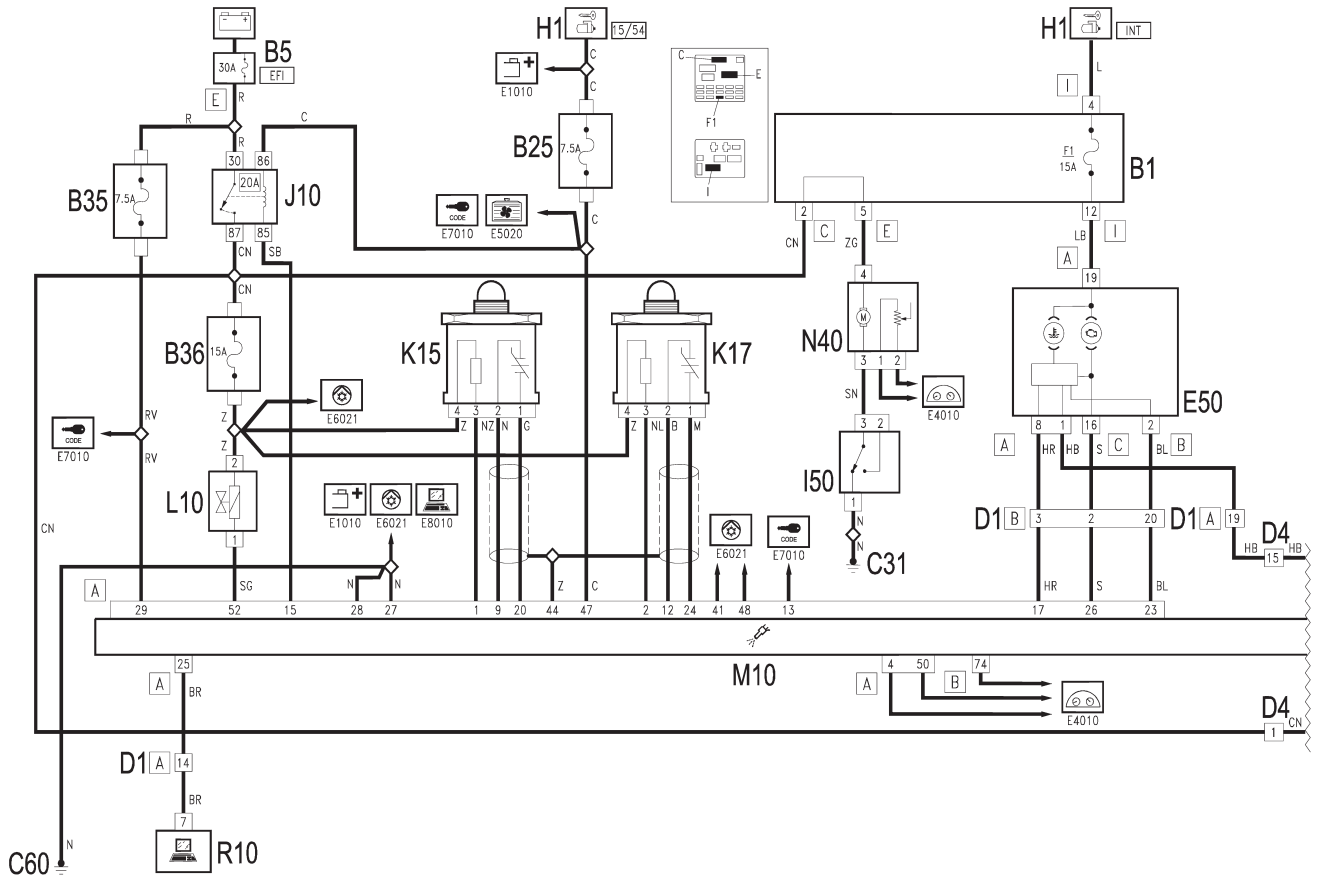 H1 15/54
H1 INT
B5
30A
EFI
E
R
R
R
C
E1010
C
C
C
E
F1
I
L
I
4
B35
7.5A
30 86
20A
J10
87 85
CN SB
CN
B25
7.5A
C
CODE
E7010
E5020
F1
15A
B1
2 C
5 E
12 I
CN
ZG
LB
A
19
B36
15A
K15
K17
4
M
N40
3 1 2
SN
E4010
E50
E6021
Z
Z
4 3 2 1
Z NZ N G
4 3 2 1
Z NL B M
A
8 1 16 C 2 B
HR HB S BL
RV
RV
CODE
E7010
L10
2
1
3 2
I50
1
N
N
C31
E1010
E6021
E8010
E6021
CODE
E7010
D1 B 3 2 20
D1 A 19
D4
HB 15 HB
CN
SG
N N
Z C
HR S BL
A
29 52 15 28 27 1 9 20 44 47 2 12 24 41 48 13 17 26 23
M10
25
A
BR
4 50 74
A B
E4010
D4
1 CN
D1 A 14
BR
7
R10
N
C60